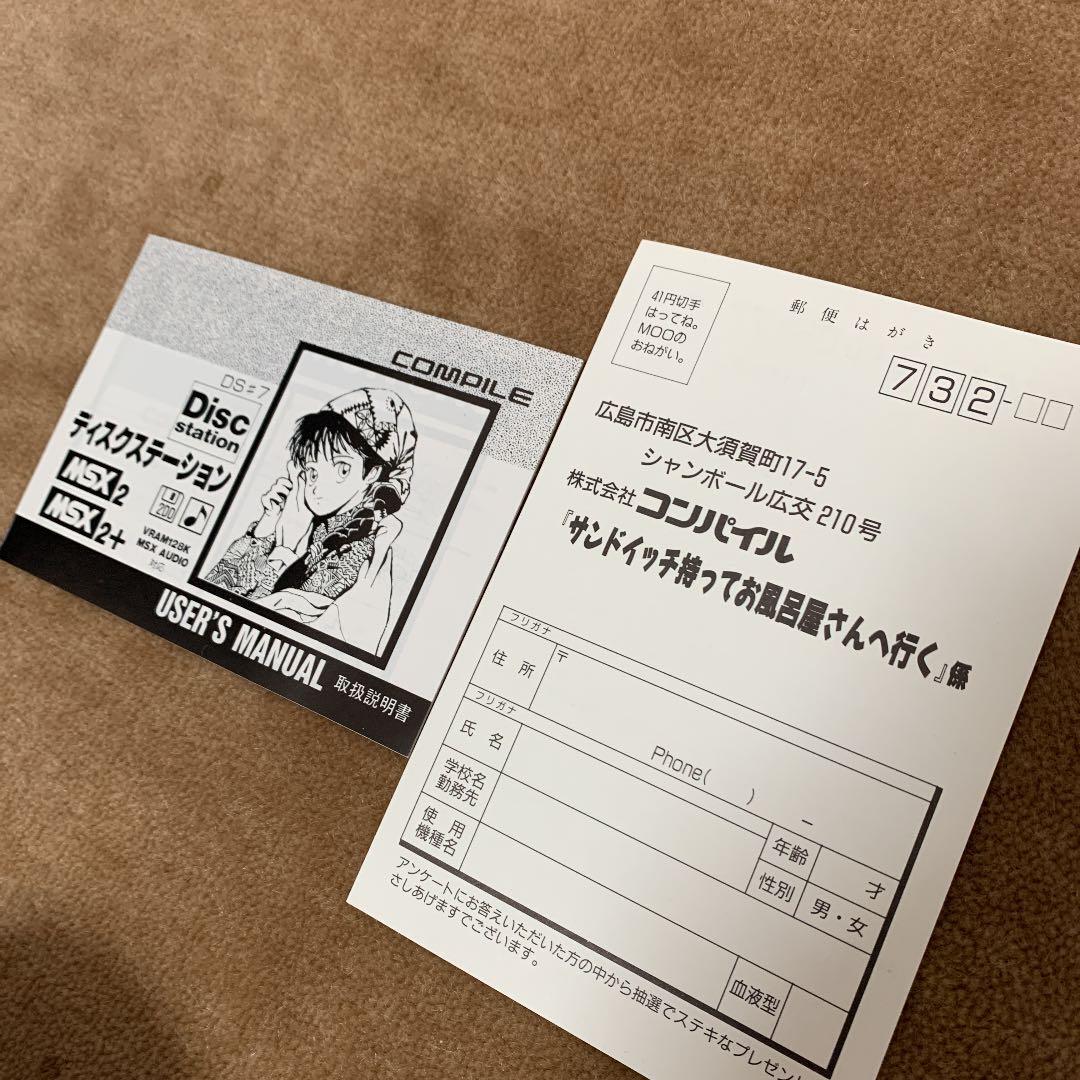 COMPILE
DS#7
Disc
station
ディスクステーション
MSX2
MSX2+
2DD
VRAM128K
MSX AUDIO
対応
USER'S MANUAL 取扱説明書
郵便はがき
41円切手
はってね。
MOOの
おねがい。
732-
広島市南区大須賀町17-5
シャンボール広交210号
株式会社コンパイル
『サンドイッチ持ってお風呂屋さんへ行く』係
フリガナ
住所
〒
Phone( ) −
フリガナ
氏名
学校名
勤務先
年齢
才
使用
機種名
性別
男・女
血液型
アンケートにお答えいただいた方の中から抽選でステキなプレゼント
さしあげますでございます。